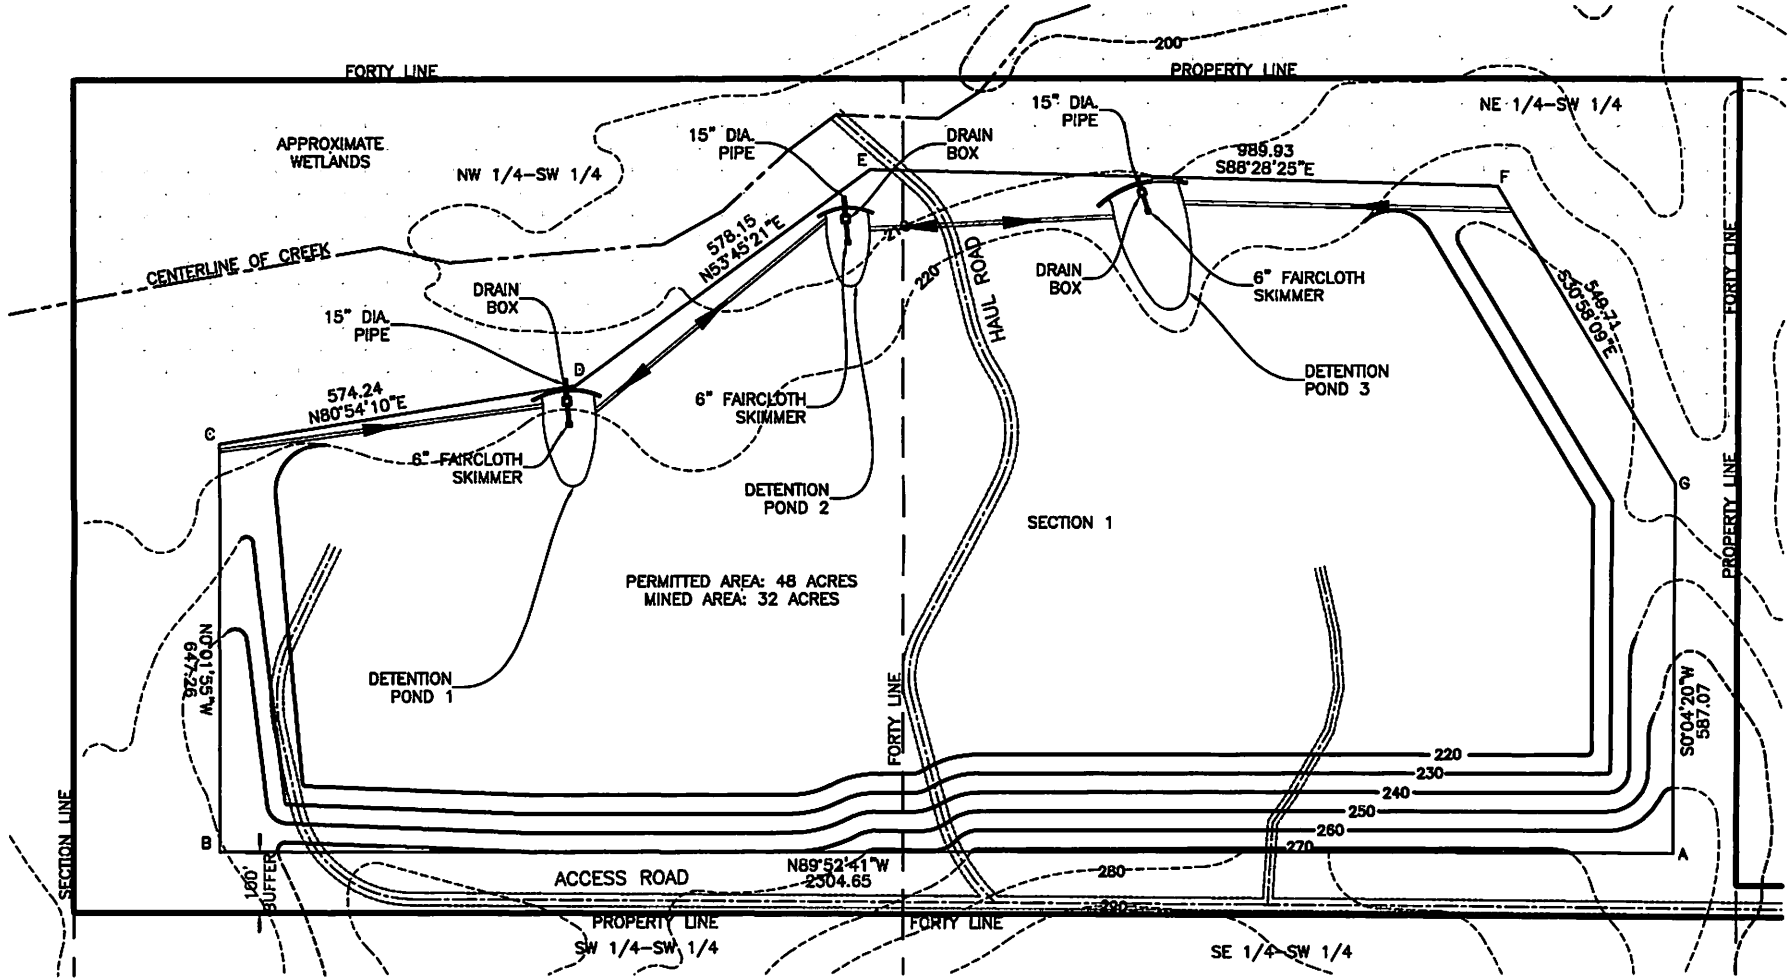 200
FORTY LINE
PROPERTY LINE
NE 1/4-SW 1/4
15" DIA.
PIPE
APPROXIMATE
WETLANDS
NW 1/4-SW 1/4
15" DIA.
PIPE
DRAIN
BOX
E
989.93
S88°28'25"E
F
CENTERLINE OF CREEK
578.15
N53°45'21"E
210
220
HAUL ROAD
DRAIN
BOX
6" FAIRCLOTH
SKIMMER
549.71
S30°58'09"E
FORTY LINE
DRAIN
BOX
15" DIA.
PIPE
D
574.24
N80°54'10"E
C
6" FAIRCLOTH
SKIMMER
6" FAIRCLOTH
SKIMMER
DETENTION
POND 3
DETENTION
POND 2
SECTION 1
G
PROPERTY LINE
PERMITTED AREA: 48 ACRES
MINED AREA: 32 ACRES
N0°01'55"W
647.26
DETENTION
POND 1
FORTY LINE
S0°04'20"W
587.07
220
230
240
250
260
270
SECTION LINE
B
A
100'
BUFFER
ACCESS ROAD
N89°52'41"W
2304.65
280
290
PROPERTY LINE
FORTY LINE
SW 1/4-SW 1/4
SE 1/4-SW 1/4